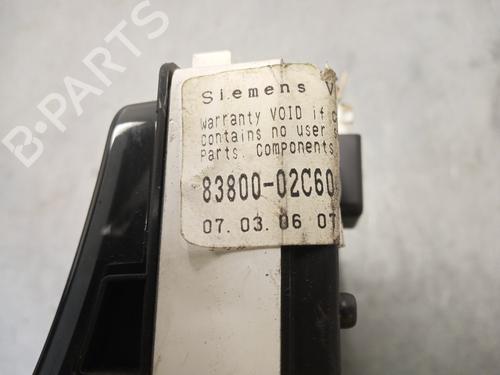 B-PARTS
Siemens V
Warranty VOID if
contains no user
Parts. Components
83800-02C60
07. 03. 06 07